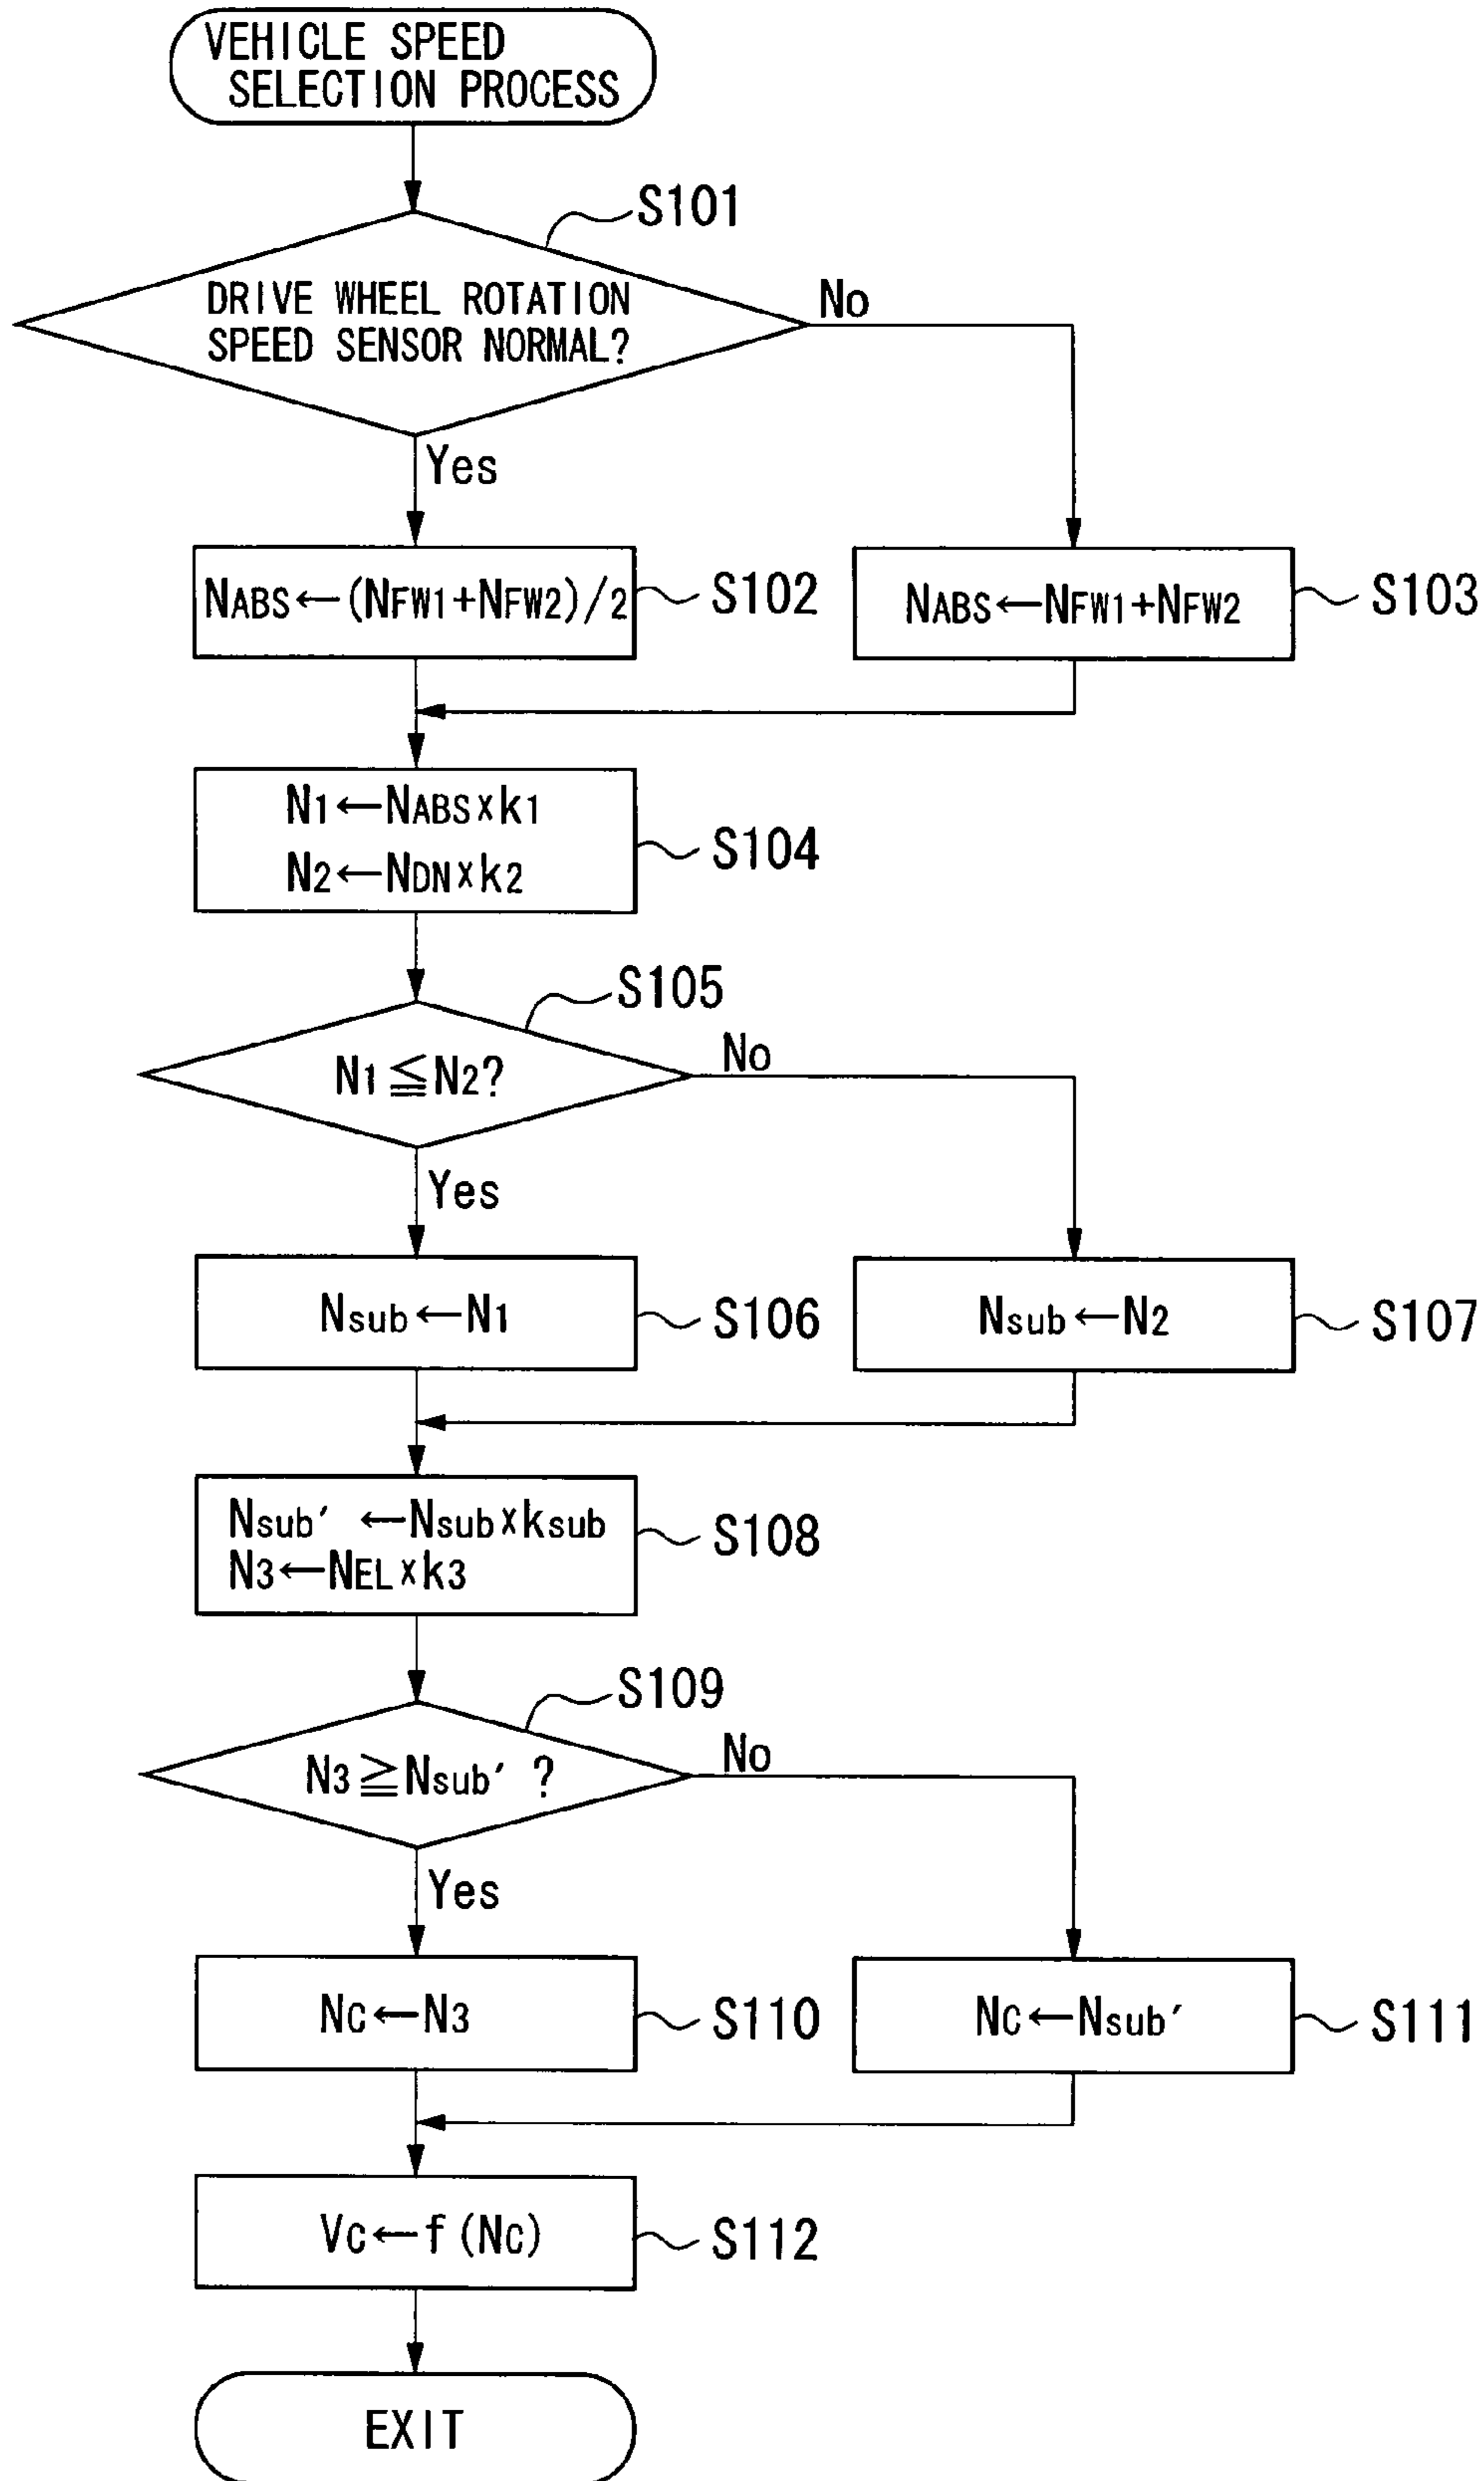 VEHICLE SPEED
SELECTION PROCESS
S101
DRIVE WHEEL ROTATION
SPEED SENSOR NORMAL?
No
Yes
NABS←(NFW1+NFW2)/2
S102
NABS←NFW1+NFW2
S103
N1←NABS×k1
N2←NDN×k2
S104
S105
N1≦N2?
No
Yes
Nsub←N1
S106
Nsub←N2
S107
Nsub' ←Nsub×ksub
N3←NEL×k3
S108
S109
N3≧Nsub' ?
No
Yes
NC←N3
S110
NC←Nsub'
S111
VC←f(NC)
S112
EXIT